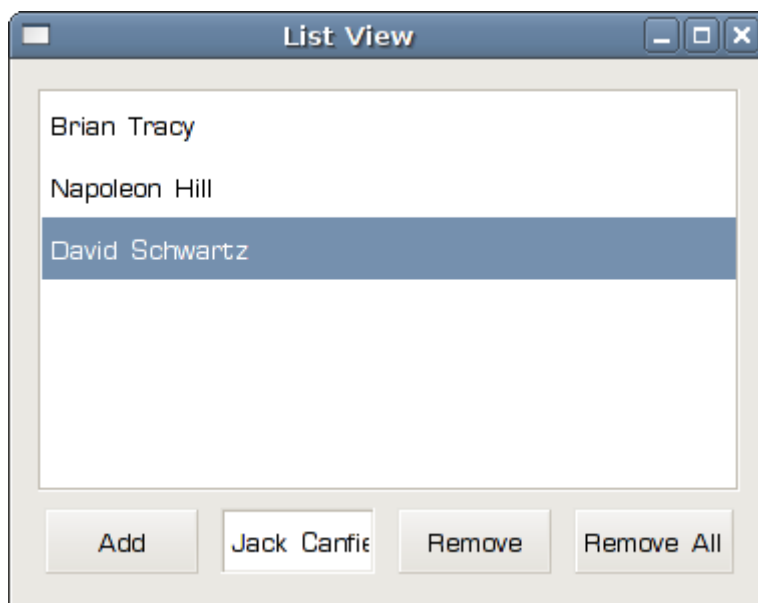 List View
Brian Tracy
Napoleon Hill
David Schwartz
Add Jack Canfie Remove Remove All